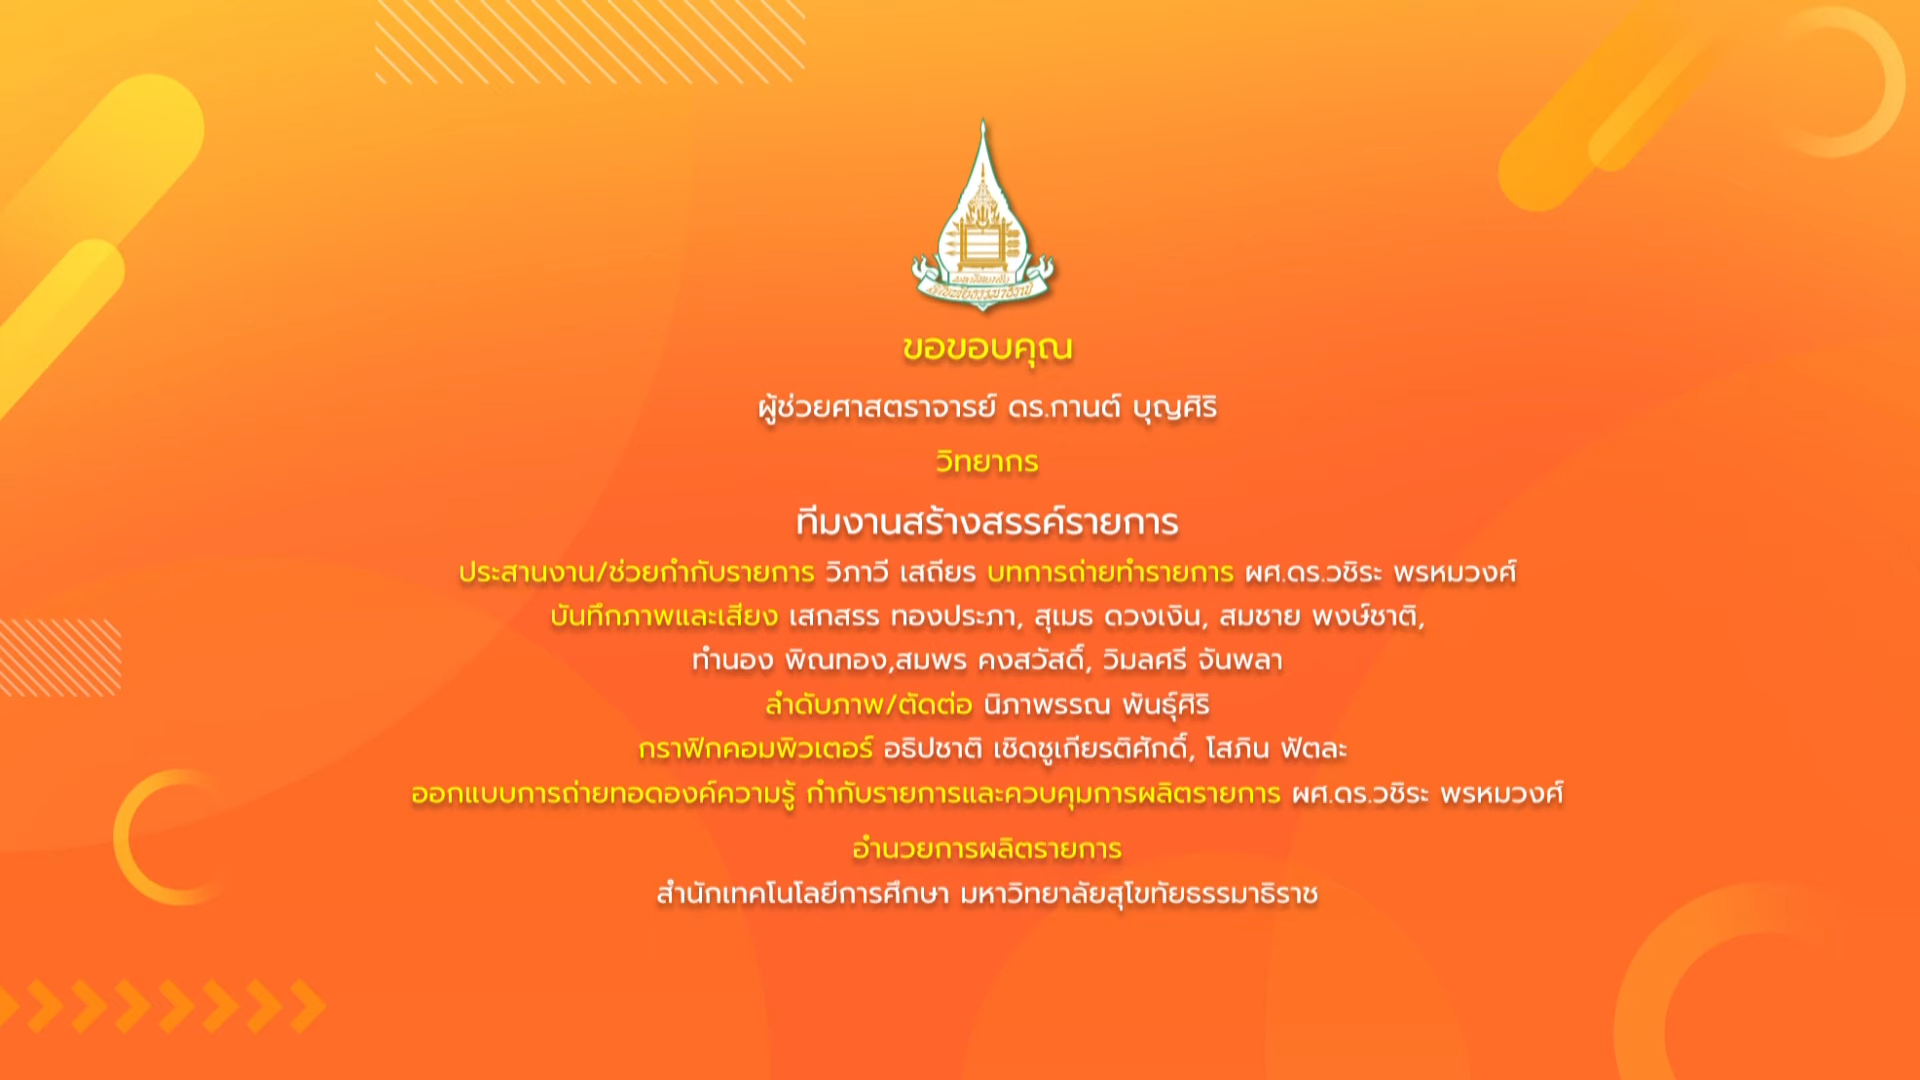 ขอขอบคุณ
ผู้ช่วยศาสตราจารย์ ดร.กานต์ บุญศิริ
วิทยากร
ทีมงานสร้างสรรค์รายการ
ประสานงาน/ช่วยกำกับรายการ วิภาวี เสถียร บทการถ่ายทำรายการ ผศ.ดร.วชิระ พรหมวงศ์
บันทึกภาพและเสียง เสกสรร ทองประภา, สุเมธ ดวงเงิน, สมชาย พงษ์ชาติ,
ทำนอง พิณทอง,สมพร คงสวัสดิ์, วิมลศรี จันพลา
ลำดับภาพ/ตัดต่อ นิภาพรรณ พันธุ์ศิริ
กราฟิกคอมพิวเตอร์ อธิปชาติ เชิดชูเกียรติศักดิ์, โสภิน ฟัตละ
ออกแบบการถ่ายทอดองค์ความรู้ กำกับรายการและควบคุมการผลิตรายการ ผศ.ดร.วชิระ พรหมวงศ์
อำนวยการผลิตรายการ
สำนักเทคโนโลยีการศึกษา มหาวิทยาลัยสุโขทัยธรรมาธิราช